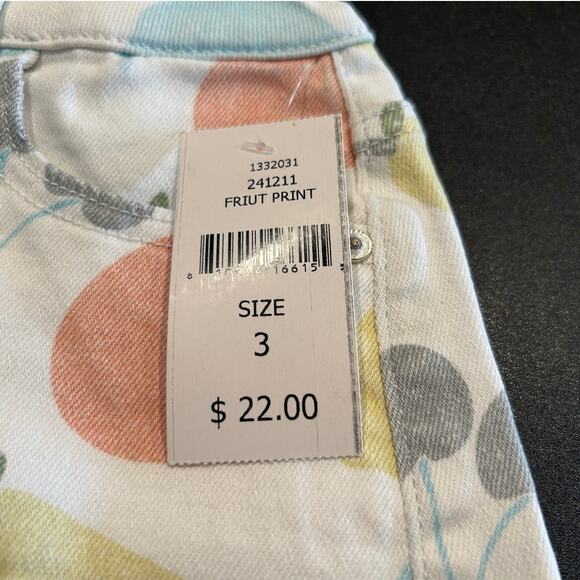 1332031
241211
FRIUT PRINT
SIZE
3
$ 22.00